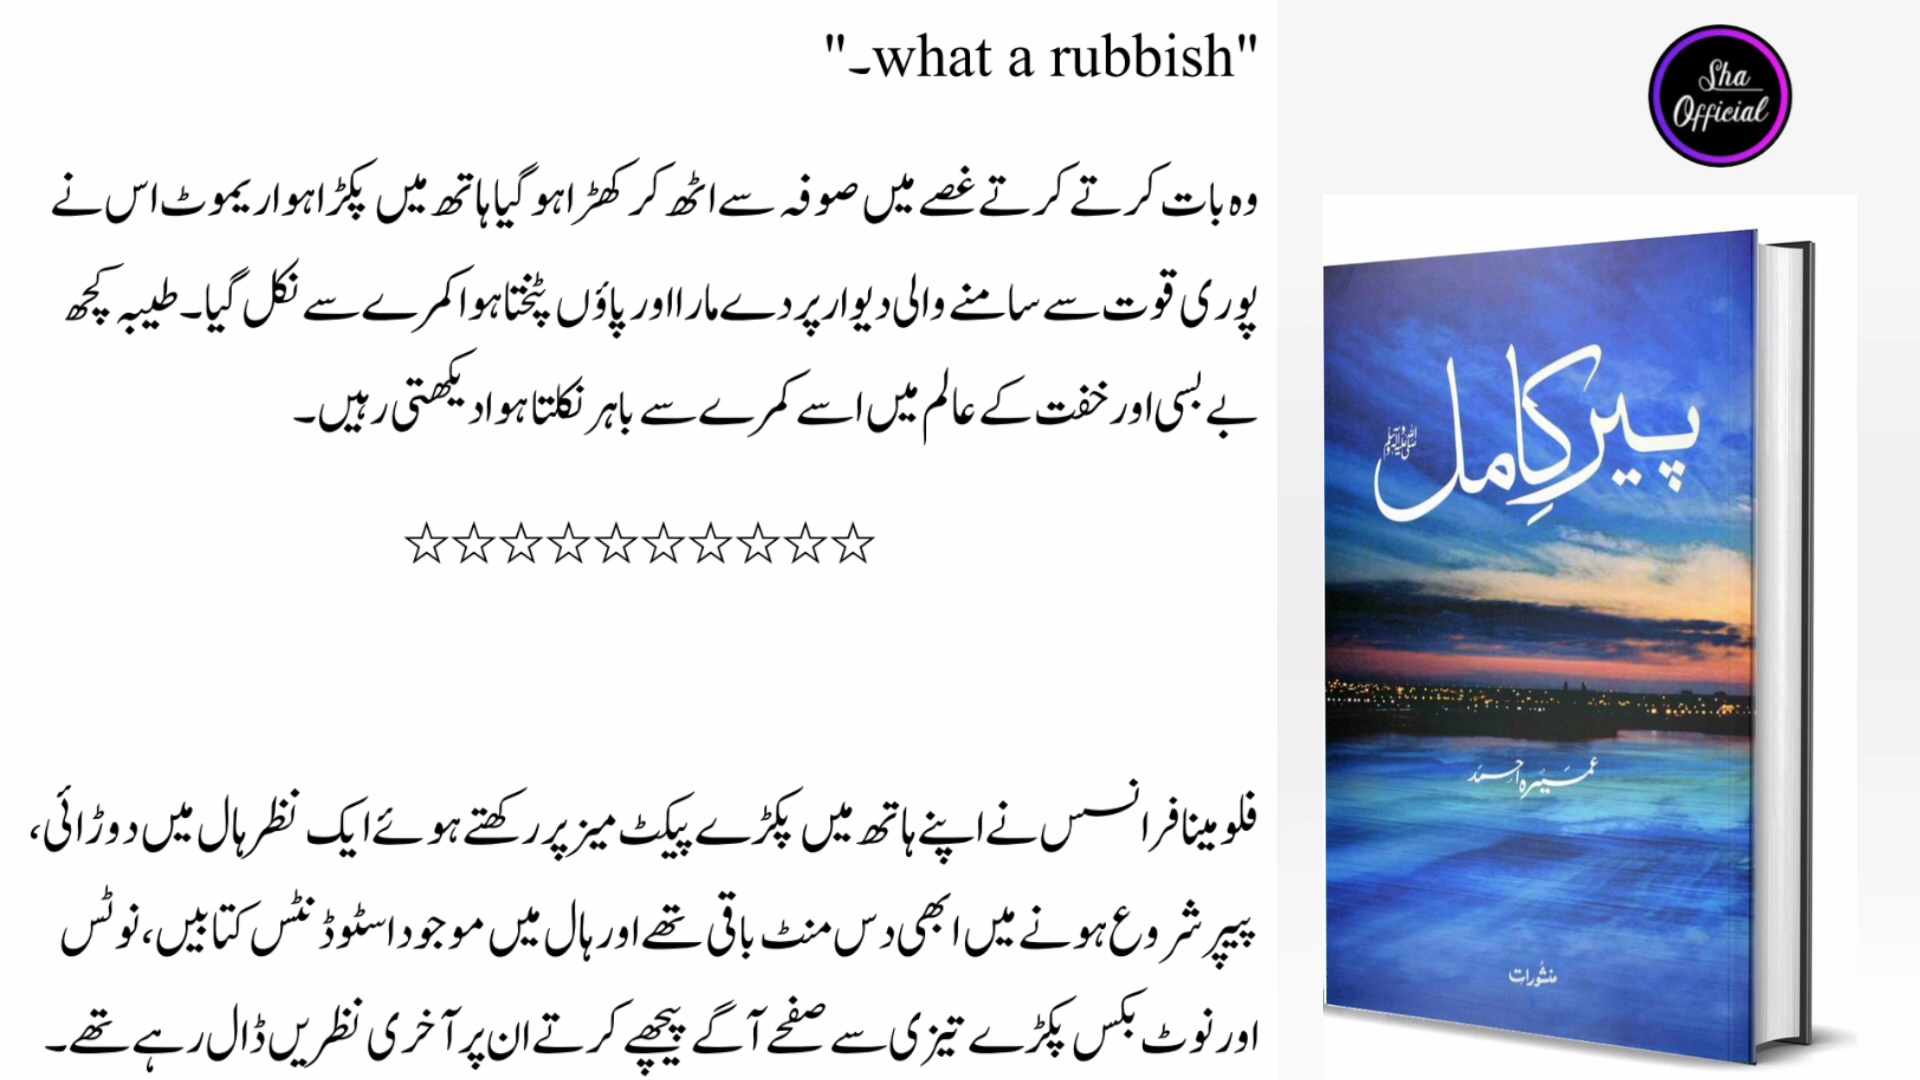 "what a rubbish۔"
وہ بات کرتے کرتے غصے میں صوفہ سے اٹھ کر کھڑا ہو گیا ہاتھ میں پکڑا ہوا ریموٹ اس نے
پوری قوت سے سامنے والی دیوار پر دے مارا اور پاؤں پٹختا ہوا کمرے سے نکل گیا۔ طیبہ کچھ
بے بسی اور خفت کے عالم میں اسے کمرے سے باہر نکلتا ہوا دیکھتی رہیں۔
☆☆☆☆☆☆☆☆☆☆
فلومینا فرانسس نے اپنے ہاتھ میں پکڑے پیکٹ میز پر رکھتے ہوئے ایک نظر ہال میں دوڑائی،
پیپر شروع ہونے میں ابھی دس منٹ باقی تھے اور ہال میں موجود اسٹوڈنٹس کتابیں، نوٹس
اور نوٹ بکس پکڑے تیزی سے صفحے آگے پیچھے کرتے ان پر آخری نظریں ڈال رہے تھے۔
Sha
Official
پیرِ کامل
ﷺ
عمیرہ احمد
منشورات